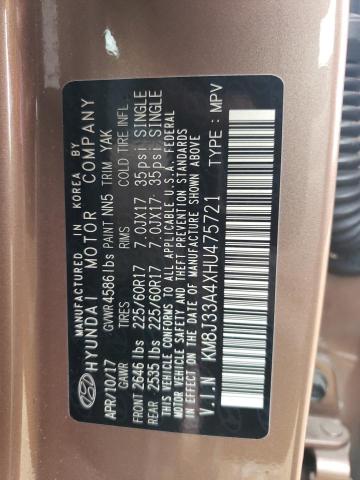 MANUFACTURED IN KOREA BY
HYUNDAI MOTOR COMPANY
APR/10/17 GVWR 4586 lbs PAINT NN5 TRIM YAK
GAWR TIRES RIMS COLD TIRE INFL.
FRONT 2646 lbs 225/60R17 7.0JX17 35psi SINGLE
REAR 2535 lbs 225/60R17 7.0JX17 35psi SINGLE
THIS VEHICLE CONFORMS TO ALL APPLICABLE U.S.A. FEDERAL
MOTOR VEHICLE SAFETY, BUMPER, AND THEFT PREVENTION STANDARDS
IN EFFECT ON THE DATE OF MANUFACTURE SHOWN ABOVE.
V.I.N KM8J33A4XHU475721 TYPE: MPV